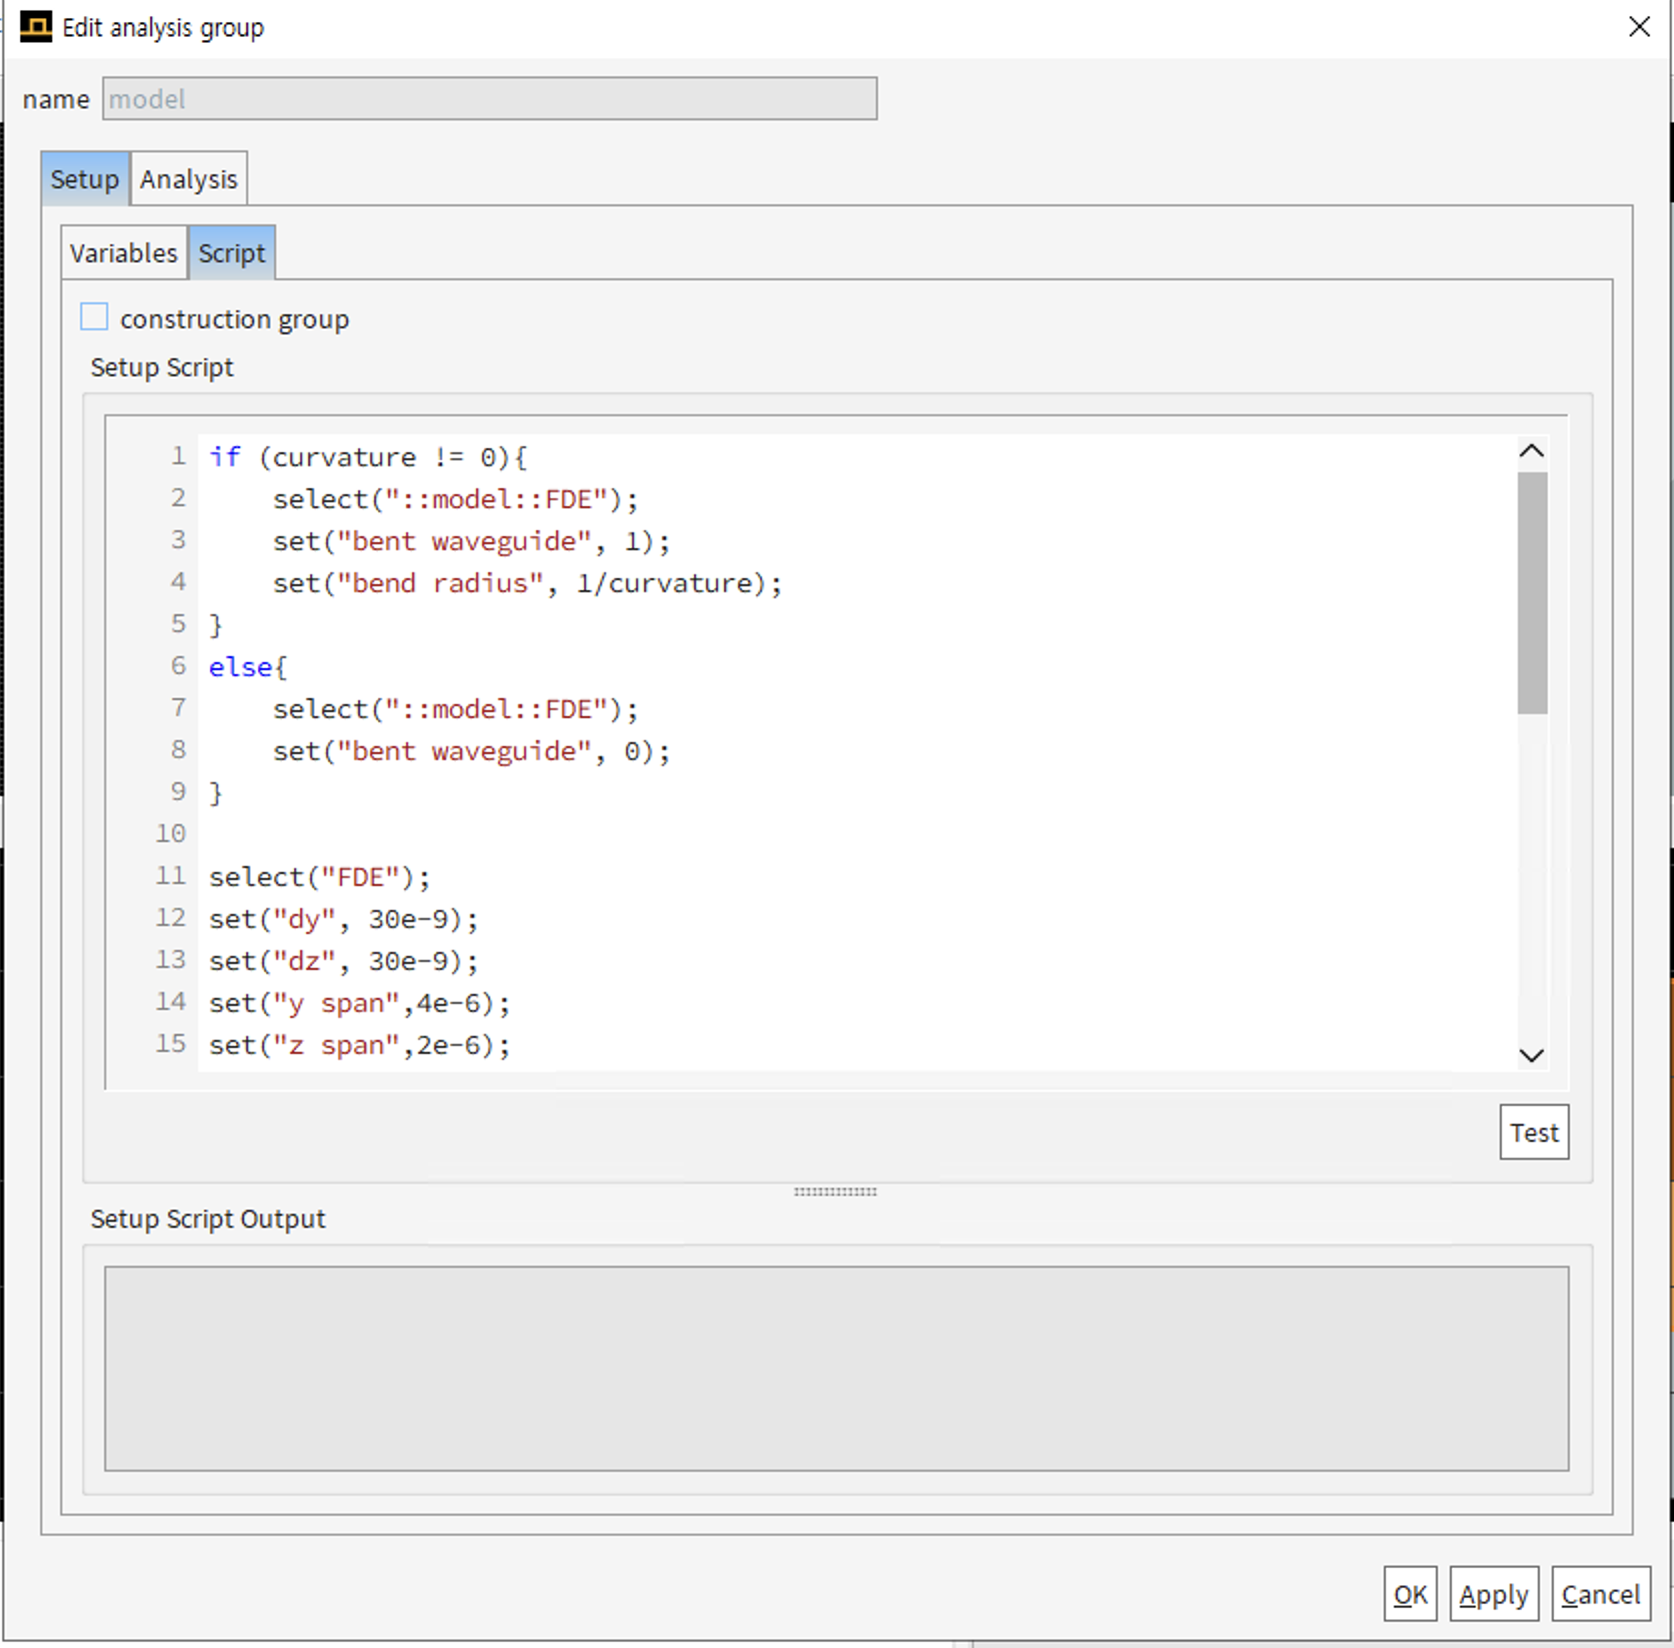 Edit analysis group
name model
Setup Analysis
Variables Script
construction group
Setup Script
1 if (curvature != 0){
2 select("::model::FDE");
3 set("bent waveguide", 1);
4 set("bend radius", 1/curvature);
5 }
6 else{
7 select("::model::FDE");
8 set("bent waveguide", 0);
9 }
10
11 select("FDE");
12 set("dy", 30e-9);
13 set("dz", 30e-9);
14 set("y span",4e-6);
15 set("z span",2e-6);
Test
Setup Script Output
OK Apply Cancel